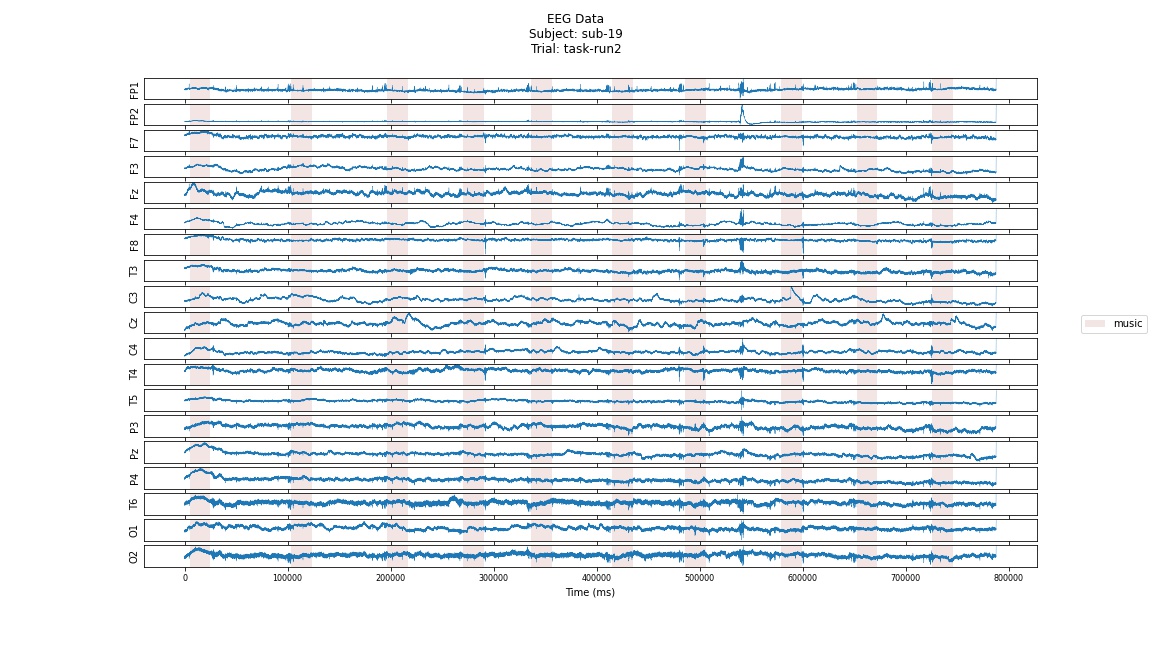 EEG Data
Subject: sub-19
Trial: task-run2
FP1
FP2
F7
F3
Fz
F4
F8
T3
C3
Cz
C4
T4
T5
P3
Pz
P4
T6
O1
O2
music
0 100000 200000 300000 400000 500000 600000 700000 800000
Time (ms)